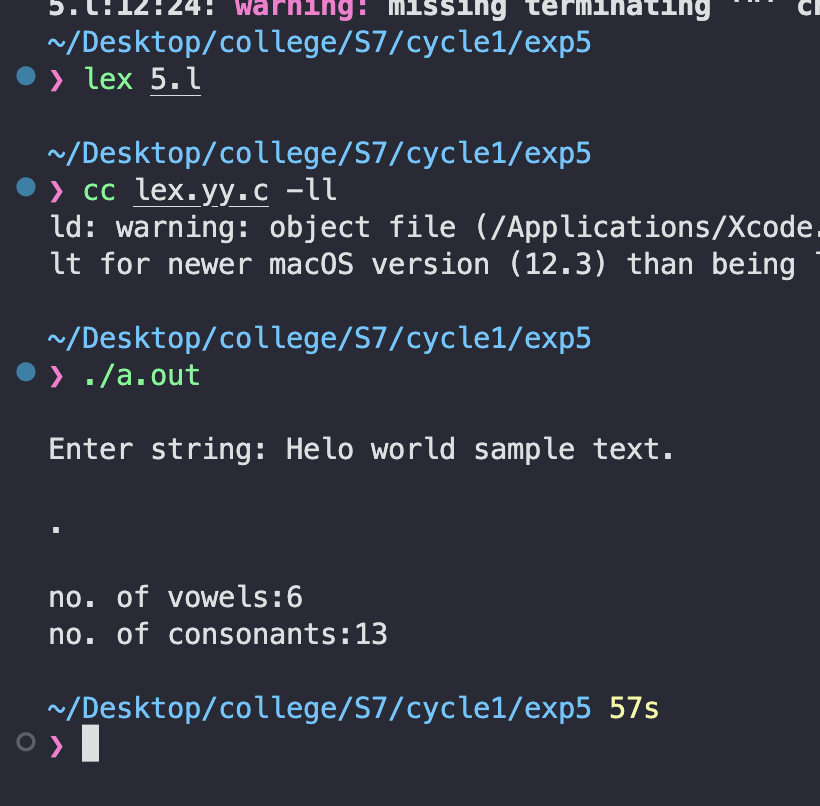 5.l:12:24: warning: missing terminating '"' c
~/Desktop/college/S7/cycle1/exp5
❯ lex 5.l
~/Desktop/college/S7/cycle1/exp5
❯ cc lex.yy.c -ll
ld: warning: object file (/Applications/Xcode.
lt for newer macOS version (12.3) than being
~/Desktop/college/S7/cycle1/exp5
❯ ./a.out
Enter string: Helo world sample text.
.
no. of vowels:6
no. of consonants:13
~/Desktop/college/S7/cycle1/exp5 57s
❯